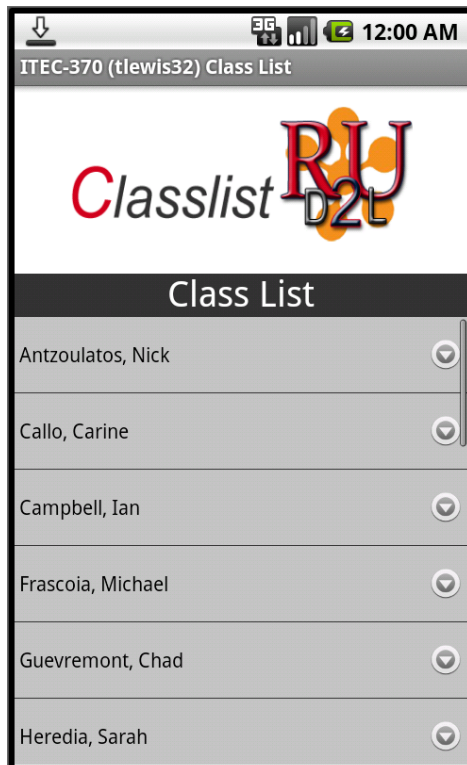 3G 12:00 AM
ITEC-370 (tlewis32) Class List
Classlist RU
D2L
Class List
Antzoulatos, Nick
Callo, Carine
Campbell, Ian
Frascoia, Michael
Guevremont, Chad
Heredia, Sarah